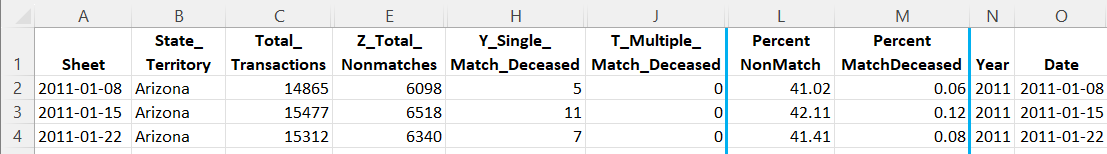 A B C E H J L M N O
State_ Total_ Z_Total_ Y_Single_ T_Multiple_ Percent Percent
1 Sheet Territory Transactions Nonmatches Match_Deceased Match_Deceased NonMatch MatchDeceased Year Date
2 2011-01-08 Arizona 14865 6098 5 0 41.02 0.06 2011 2011-01-08
3 2011-01-15 Arizona 15477 6518 11 0 42.11 0.12 2011 2011-01-15
4 2011-01-22 Arizona 15312 6340 7 0 41.41 0.08 2011 2011-01-22